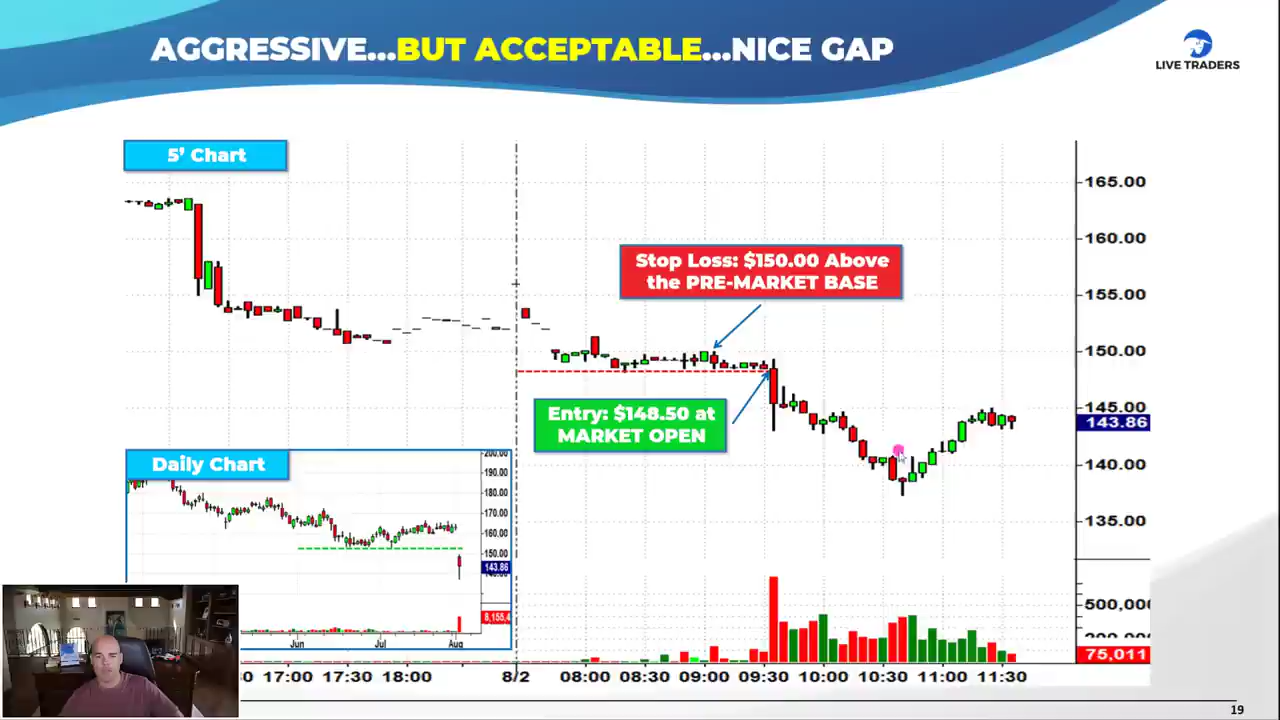 AGGRESSIVE...BUT ACCEPTABLE...NICE GAP
LIVE TRADERS
5' Chart
165.00
160.00
155.00
150.00
145.00
143.86
140.00
135.00
Stop Loss: $150.00 Above
the PRE-MARKET BASE
Entry: $148.50 at
MARKET OPEN
Daily Chart
200.00
190.00
180.00
170.00
160.00
150.00
143.86
8,155,4
Jun
Jul
Aug
500,000
75,011
17:00
17:30
18:00
8/2
08:00
08:30
09:00
09:30
10:00
10:30
11:00
11:30
19